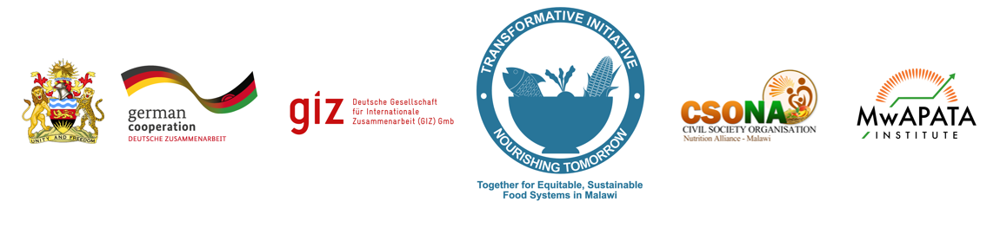 UNITY AND FREEDOM
german
cooperation
DEUTSCHE ZUSAMMENARBEIT
giz
Deutsche Gesellschaft
für Internationale
Zusammenarbeit (GIZ) Gmb
TRANSFORMATIVE INITIATIVE
NOURISHING TOMORROW
Together for Equitable, Sustainable
Food Systems in Malawi
CSONA
CIVIL SOCIETY ORGANISATION
Nutrition Alliance - Malawi
MWAPATA
INSTITUTE